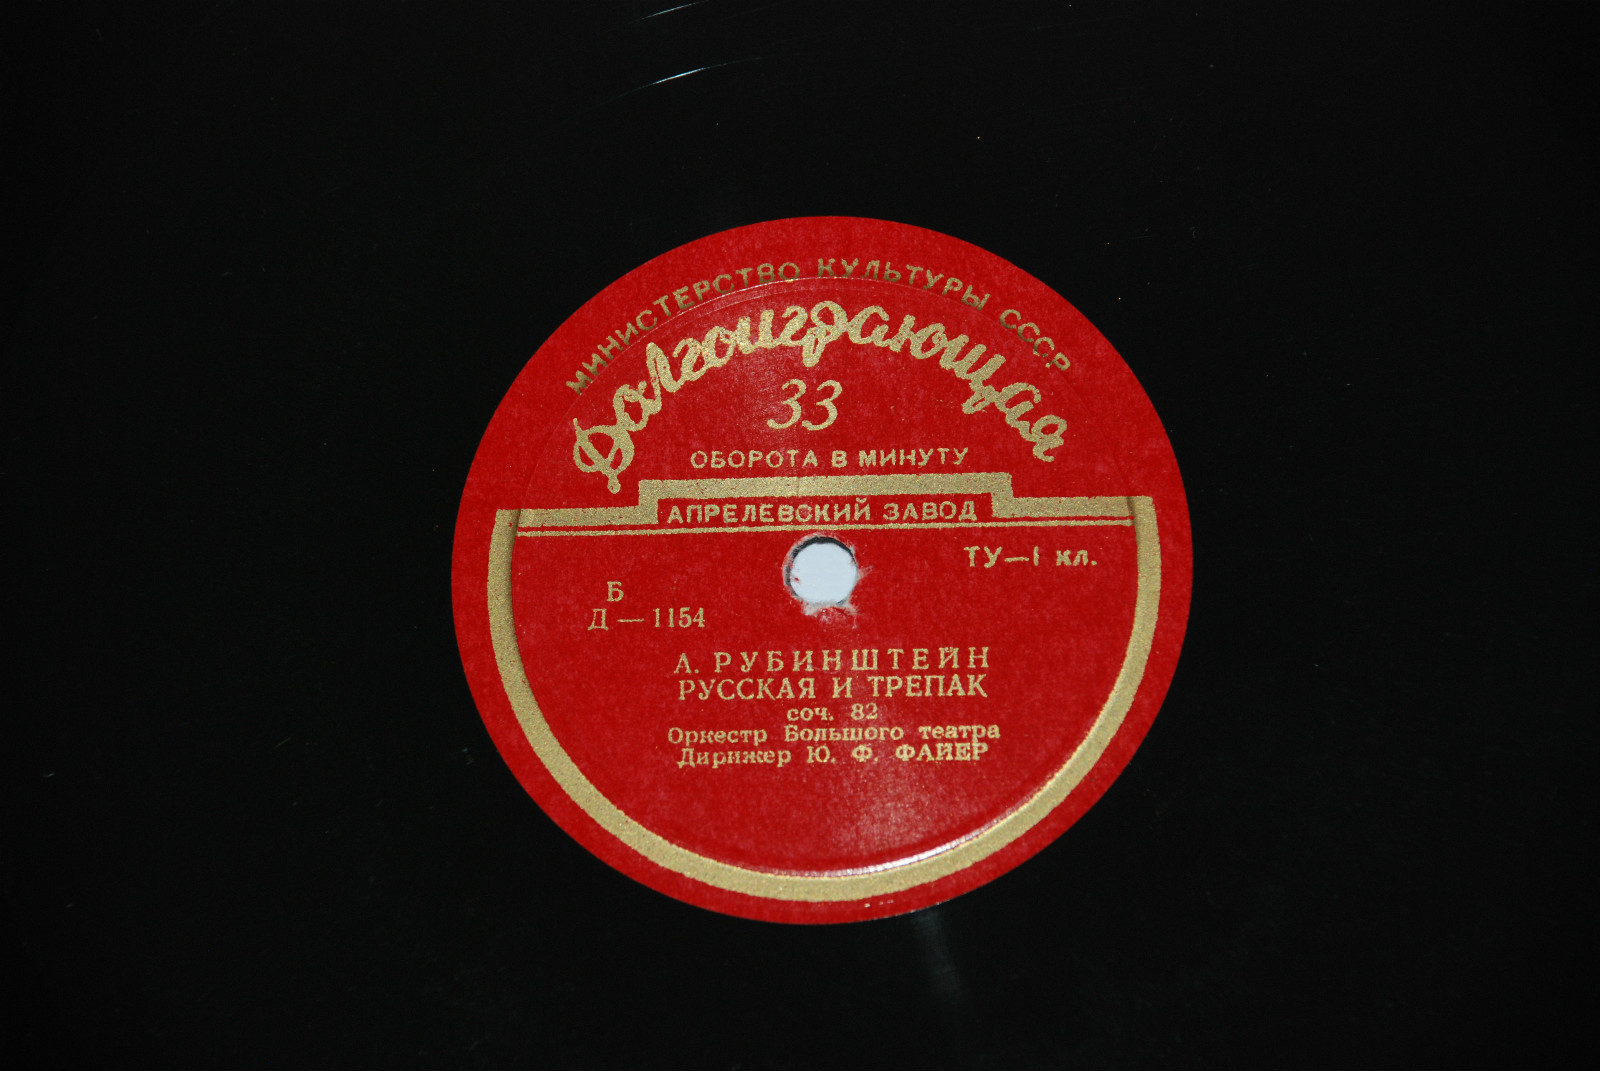 МИНИСТЕРСТВО КУЛЬТУРЫ СССР
Долгоиграющая
33
ОБОРОТА В МИНУТУ
АПРЕЛЕВСКИЙ ЗАВОД
ТУ—1 кл.
Б
Д — 1154
А. РУБИНШТЕЙН
РУССКАЯ И ТРЕПАК
соч. 82
Оркестр Большого театра
Дирижер Ю. Ф. ФАЙЕР